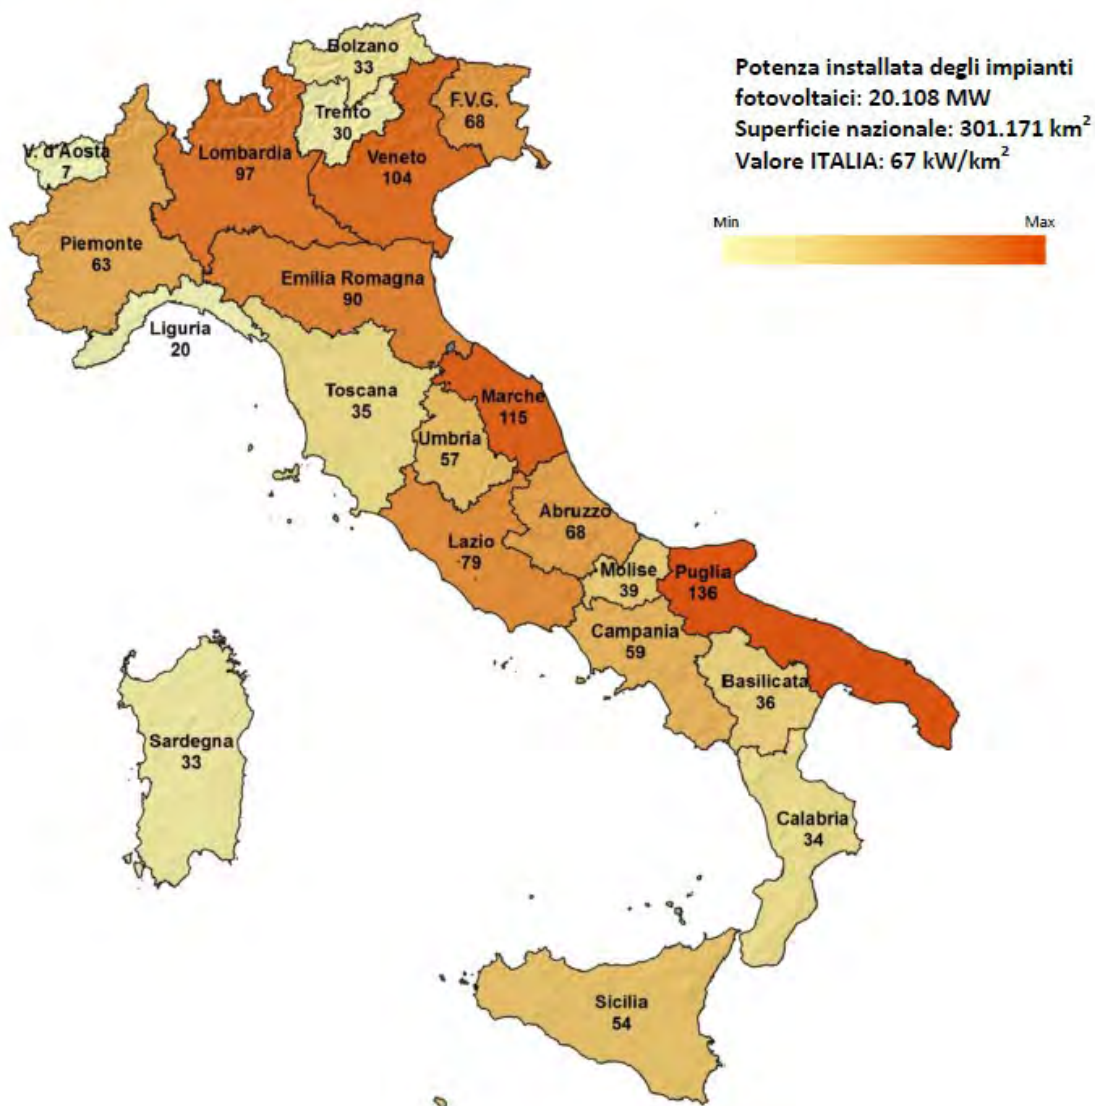 Potenza installata degli impianti
fotovoltaici: 20.108 MW
Superficie nazionale: 301.171 km²
Valore ITALIA: 67 kW/km²
Min
Max
Bolzano
33
Trento
30
F.V.G.
68
V. d'Aosta
7
Lombardia
97
Veneto
104
Piemonte
63
Emilia Romagna
90
Liguria
20
Toscana
35
Marche
115
Umbria
57
Abruzzo
68
Lazio
79
Molise
39
Puglia
136
Campania
59
Basilicata
36
Sardegna
33
Calabria
34
Sicilia
54